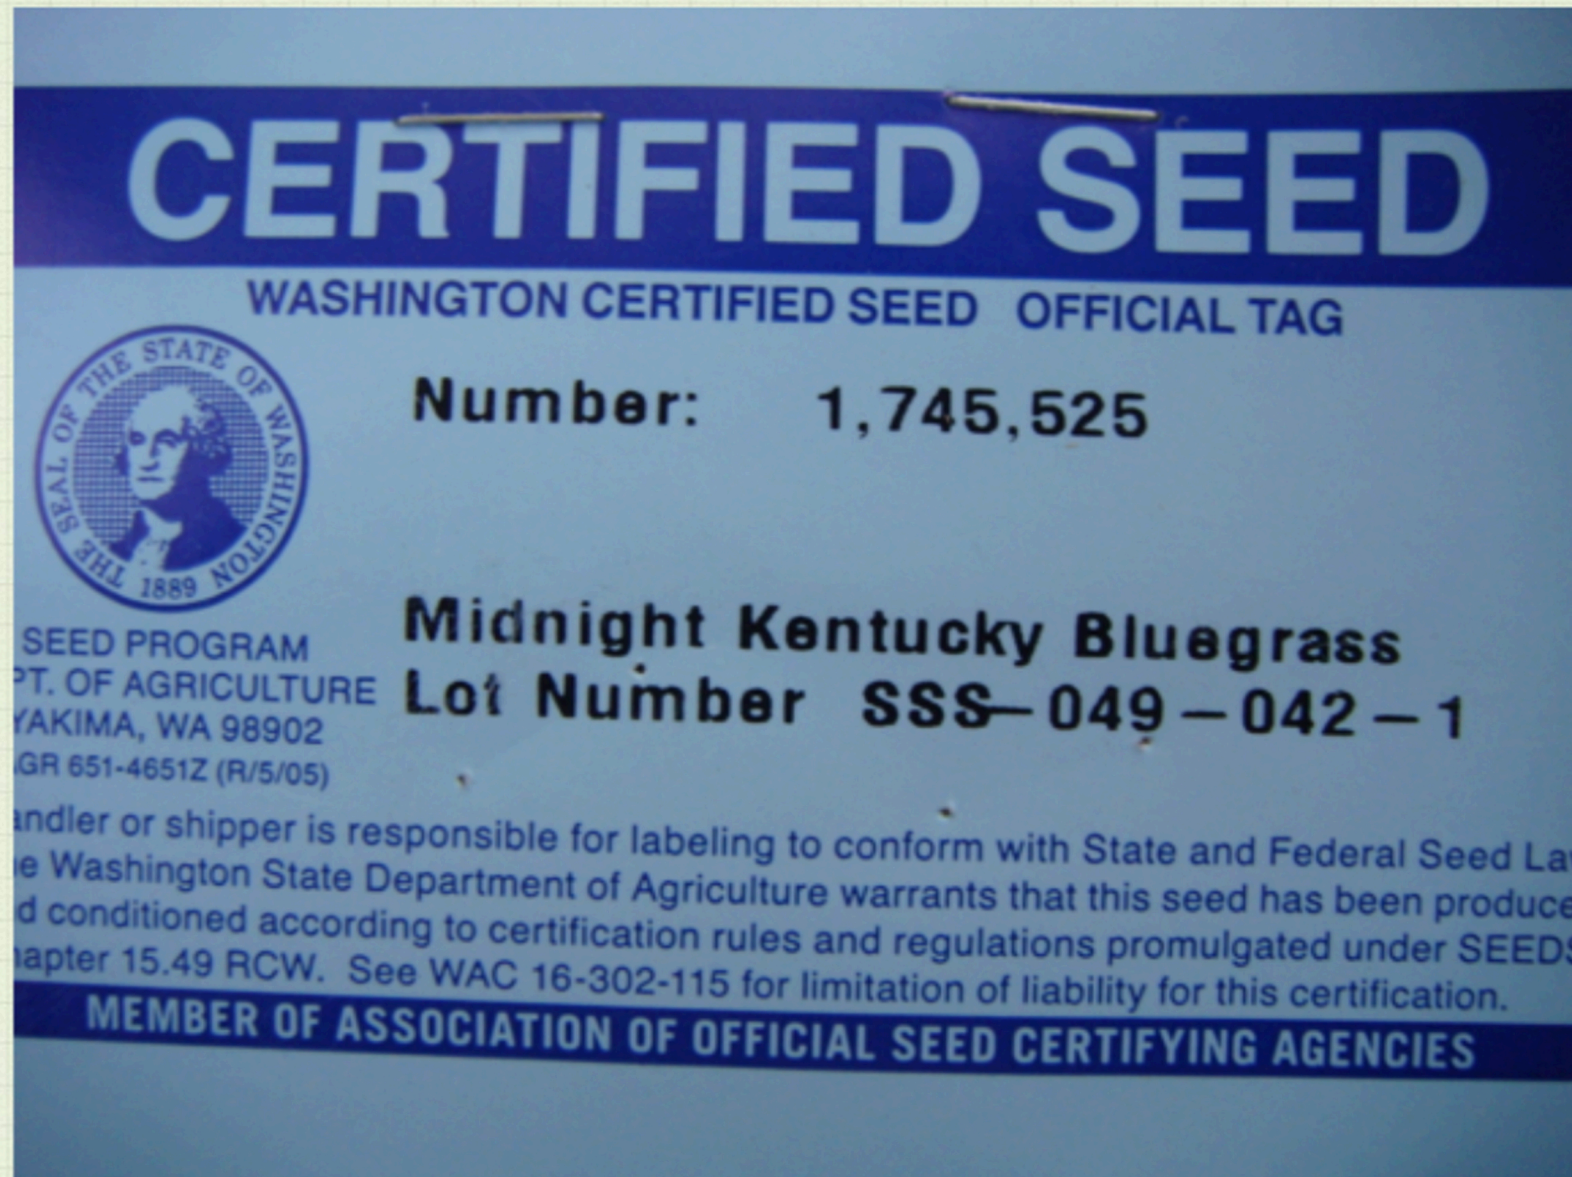 CERTIFIED SEED
WASHINGTON CERTIFIED SEED OFFICIAL TAG
THE SEAL OF THE STATE OF WASHINGTON
1889
Number: 1,745,525
Midnight Kentucky Bluegrass
Lot Number SSS-049-042-1
SEED PROGRAM
PT. OF AGRICULTURE
YAKIMA, WA 98902
GR 651-4651Z (R/5/05)
andler or shipper is responsible for labeling to conform with State and Federal Seed La
e Washington State Department of Agriculture warrants that this seed has been produce
d conditioned according to certification rules and regulations promulgated under SEEDS
apter 15.49 RCW. See WAC 16-302-115 for limitation of liability for this certification.
MEMBER OF ASSOCIATION OF OFFICIAL SEED CERTIFYING AGENCIES